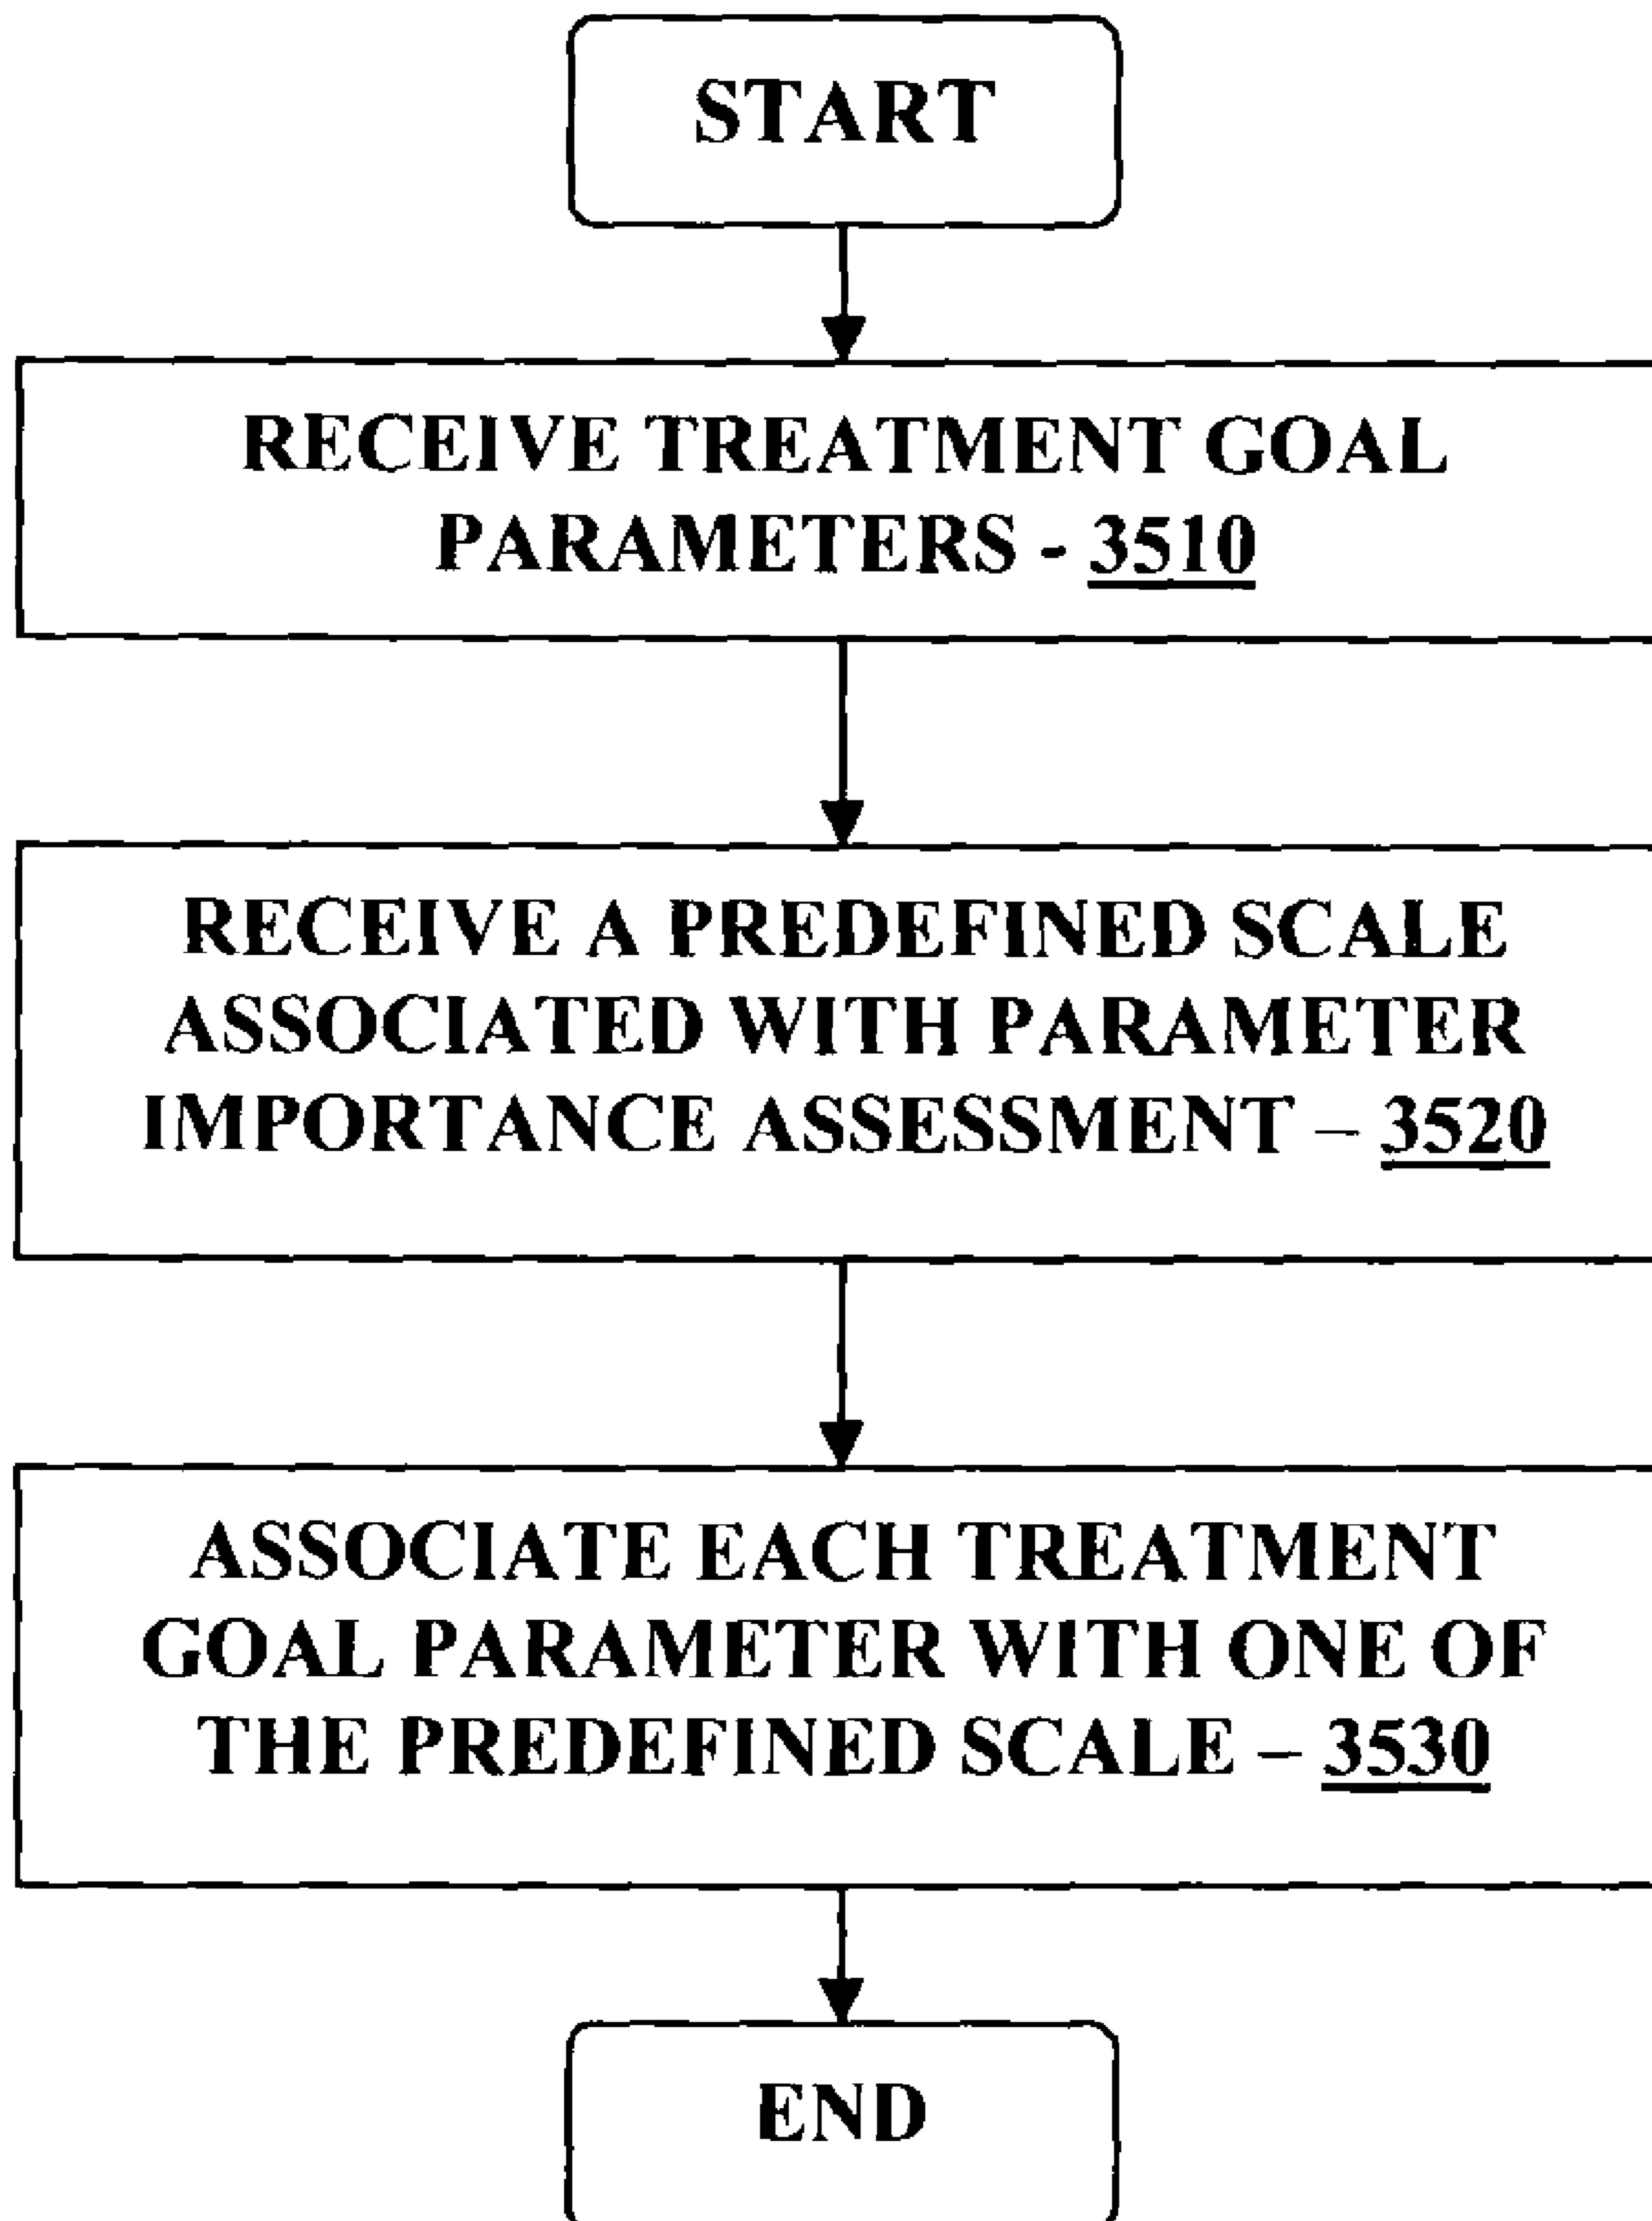 START
RECEIVE TREATMENT GOAL
PARAMETERS - 3510
RECEIVE A PREDEFINED SCALE
ASSOCIATED WITH PARAMETER
IMPORTANCE ASSESSMENT – 3520
ASSOCIATE EACH TREATMENT
GOAL PARAMETER WITH ONE OF
THE PREDEFINED SCALE – 3530
END